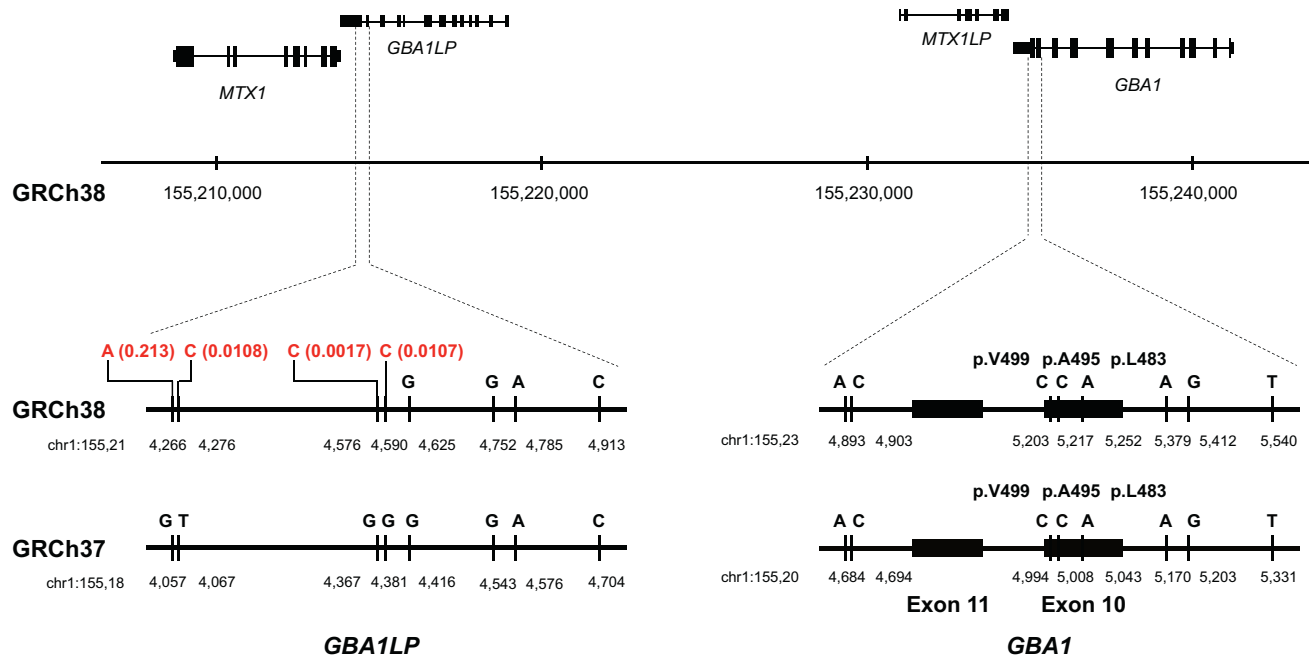 GBA1LP
MTX1
MTX1LP
GBA1
GRCh38
155,210,000 155,220,000 155,230,000 155,240,000
A (0.213) C (0.0108) C (0.0017) C (0.0107)
G G A C
GRCh38
chr1:155,21 4,266 4,276 4,576 4,590 4,625 4,752 4,785 4,913
p.V499 p.A495 p.L483
A C C C A A G T
chr1:155,23 4,893 4,903 5,203 5,217 5,252 5,379 5,412 5,540
G T G G G G A C
GRCh37
chr1:155,18 4,057 4,067 4,367 4,381 4,416 4,543 4,576 4,704
p.V499 p.A495 p.L483
A C C C A A G T
chr1:155,20 4,684 4,694 4,994 5,008 5,043 5,170 5,203 5,331
Exon 11 Exon 10
GBA1LP
GBA1